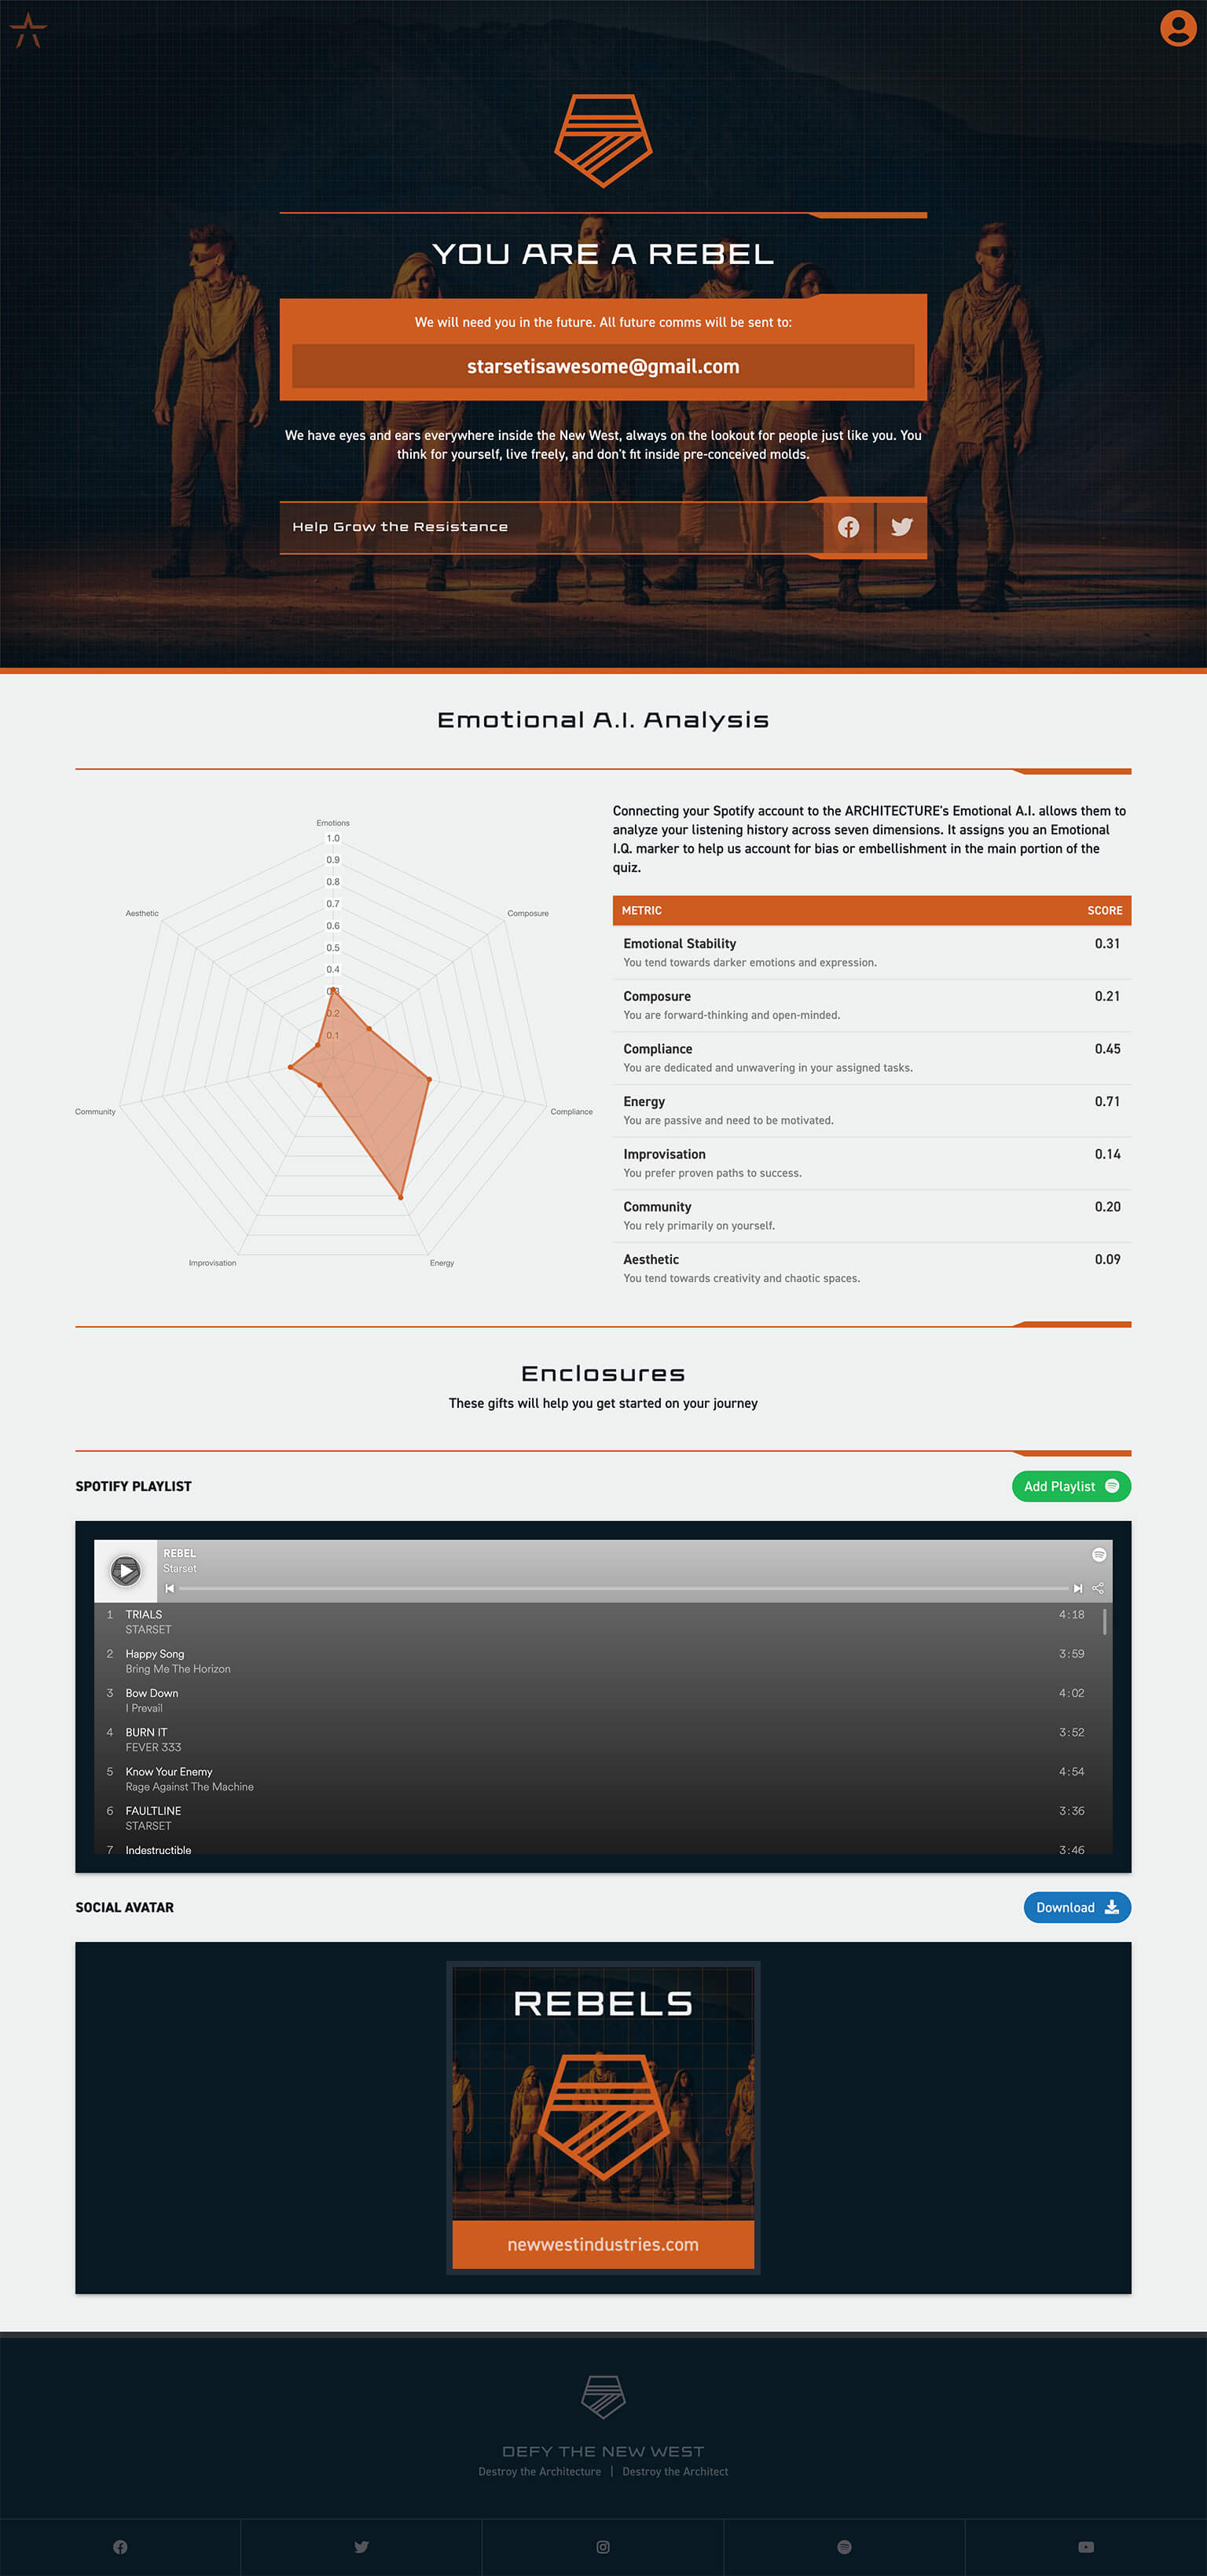 YOU ARE A REBEL
We will need you in the future. All future comms will be sent to:
starsetisawesome@gmail.com
We have eyes and ears everywhere inside the New West, always on the lookout for people just like you. You
think for yourself, live freely, and don't fit inside pre-conceived molds.
Help Grow the Resistance
Emotional A.I. Analysis
Emotions
1.0
0.9
0.8
0.7
0.6
0.5
0.4
0.3
0.2
0.1
Aesthetic
Composure
Community
Compliance
Improvisation
Energy
Connecting your Spotify account to the ARCHITECTURE's Emotional A.I. allows them to
analyze your listening history across seven dimensions. It assigns you an Emotional
I.Q. marker to help us account for bias or embellishment in the main portion of the
quiz.
METRIC SCORE
Emotional Stability 0.31
You tend towards darker emotions and expression.
Composure 0.21
You are forward-thinking and open-minded.
Compliance 0.45
You are dedicated and unwavering in your assigned tasks.
Energy 0.71
You are passive and need to be motivated.
Improvisation 0.14
You prefer proven paths to success.
Community 0.20
You rely primarily on yourself.
Aesthetic 0.09
You tend towards creativity and chaotic spaces.
Enclosures
These gifts will help you get started on your journey
SPOTIFY PLAYLIST
Add Playlist
REBEL
Starset
1 TRIALS 4:18
STARSET
2 Happy Song 3:59
Bring Me The Horizon
3 Bow Down 4:02
I Prevail
4 BURN IT 3:52
FEVER 333
5 Know Your Enemy 4:54
Rage Against The Machine
6 FAULTLINE 3:36
STARSET
7 Indestructible 3:46
SOCIAL AVATAR
Download
REBELS
newwestindustries.com
DEFY THE NEW WEST
Destroy the Architecture | Destroy the Architect